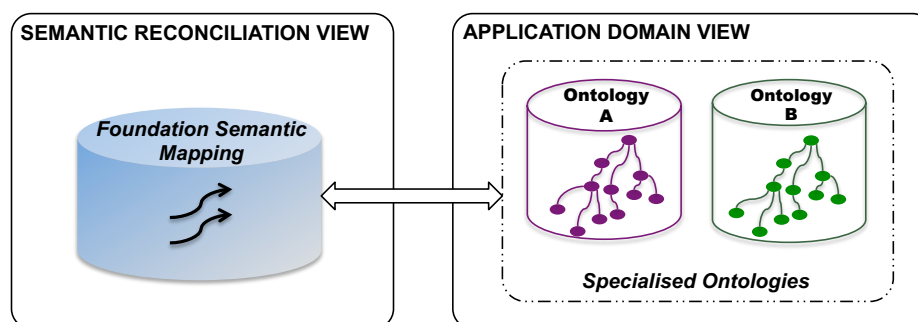 SEMANTIC RECONCILIATION VIEW
Foundation Semantic
Mapping
APPLICATION DOMAIN VIEW
Ontology
A
Ontology
B
Specialised Ontologies